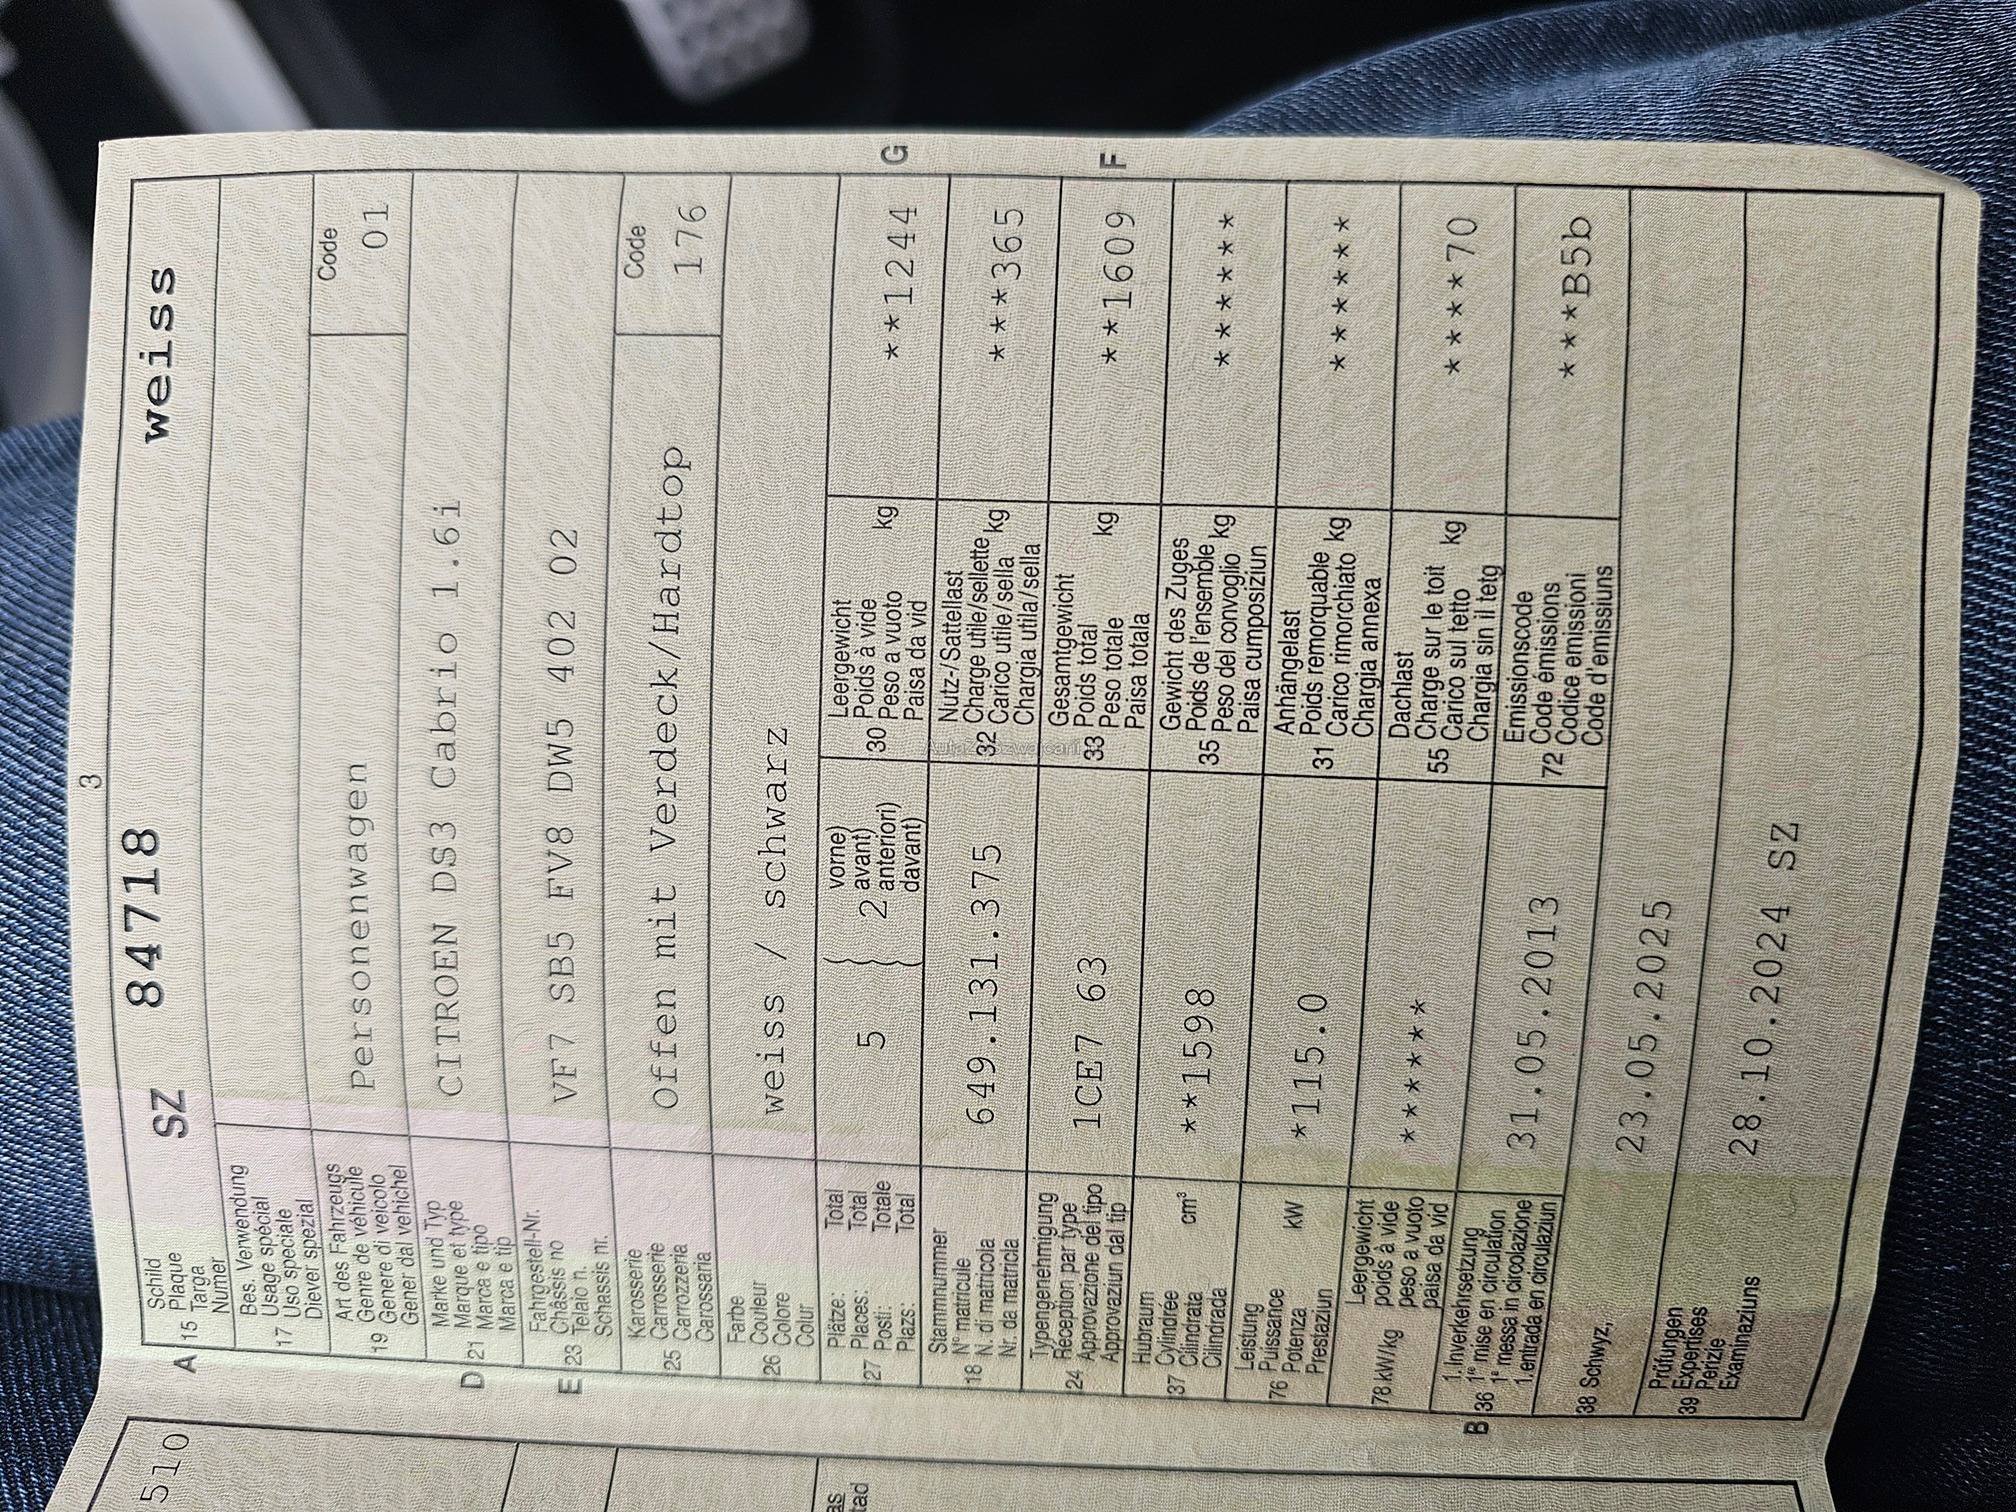 3
A 15 Schild
Plaque
Targa
Numer
SZ 84718 weiss
17 Bes. Verwendung
Usage spécial
Uso speciale
Diever spezial
19 Art des Fahrzeugs
Genre de véhicule
Genere di veicolo
Gener da vehichel
Personenwagen
Code
01
D 21 Marke und Typ
Marque et type
Marca e tipo
Marca e tip
CITROEN DS3 Cabrio 1.6i
E 23 Fahrgestell-Nr.
Châssis no
Telaio n.
Schassis nr.
VF7 SB5 FV8 DW5 402 02
25 Karosserie
Carrosserie
Carrozzeria
Carossaria
Offen mit Verdeck/Hardtop
Code
176
26 Farbe
Couleur
Colore
Colur
weiss / schwarz
27 Plätze: Total
Places: Total
Posti: Totale
Plazs: Total
5
2
vorne)
avant)
anteriori)
davant)
30 Leergewicht
Poids à vide
Peso a vuoto
Paisa da vid
kg
**1244
G
18 Stammnummer
N° matricule
N. di matricola
Nr. da matricla
649.131.375
32 Nutz-/Sattellast
Charge utile/sellette
Carico utile/sella
Chargia utila/sella
kg
***365
24 Typengenehmigung
Réception par type
Approvazione del tipo
Approvaziun dal tip
1CE7 63
33 Gesamtgewicht
Poids total
Peso totale
Paisa totala
kg
**1609
F
37 Hubraum
Cylindrée
Cilindrata
Cilindrada
cm³
**1598
35 Gewicht des Zuges
Poids de l'ensemble
Peso del convoglio
Paisa cumposiziun
kg
******
76 Leistung
Puissance
Potenza
Prestaziun
kW
*115.0
31 Anhängelast
Poids remorquable
Carico rimorchiato
Chargia annexa
kg
******
78 kW/kg Leergewicht
poids à vide
peso a vuoto
paisa da vid
******
55 Dachlast
Charge sur le toit
Carico sul tetto
Chargia sin il tetg
kg
****70
B 36 1. Inverkehrsetzung
1re mise en circulation
1a messa in circolazione
1. entrada en circulaziun
31.05.2013
72 Emissionscode
Code émissions
Codice emissioni
Code d'emissiuns
***B5b
38 Schwyz,
23.05.2025
39 Prüfungen
Expertises
Perizie
Examinaziuns
28.10.2024 SZ
510
as
tad